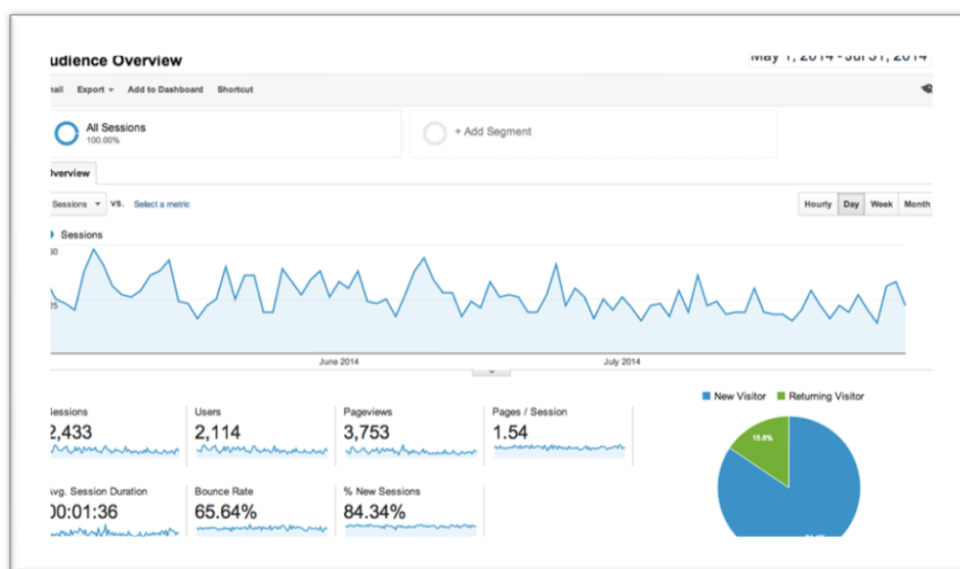 udience Overview
May 1, 2014 - Jul 31, 2014
nail Export Add to Dashboard Shortcut
All Sessions
100.00%
+ Add Segment
Overview
Sessions vs. Select a metric
Hourly Day Week Month
Sessions
50
25
June 2014
July 2014
New Visitor Returning Visitor
Sessions
2,433
Users
2,114
Pageviews
3,753
Pages / Session
1.54
15.6%
Avg. Session Duration
00:01:36
Bounce Rate
65.64%
% New Sessions
84.34%